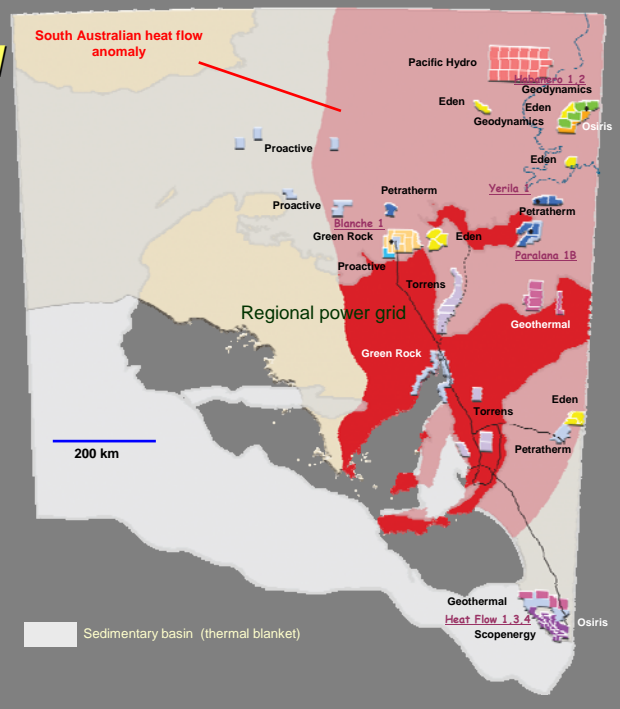 South Australian heat flow
anomaly
Pacific Hydro
Habanero 1,2
Geodynamics
Eden
Eden
Geodynamics
Osiris
Proactive
Eden
Petratherm
Yerila 1
Proactive
Petratherm
Blanche 1
Green Rock
Eden
Paralana 1B
Proactive
Torrens
Regional power grid
Geothermal
Green Rock
Eden
Torrens
200 km
Petratherm
Geothermal
Heat Flow 1,3,4
Osiris
Scopenergy
Sedimentary basin (thermal blanket)